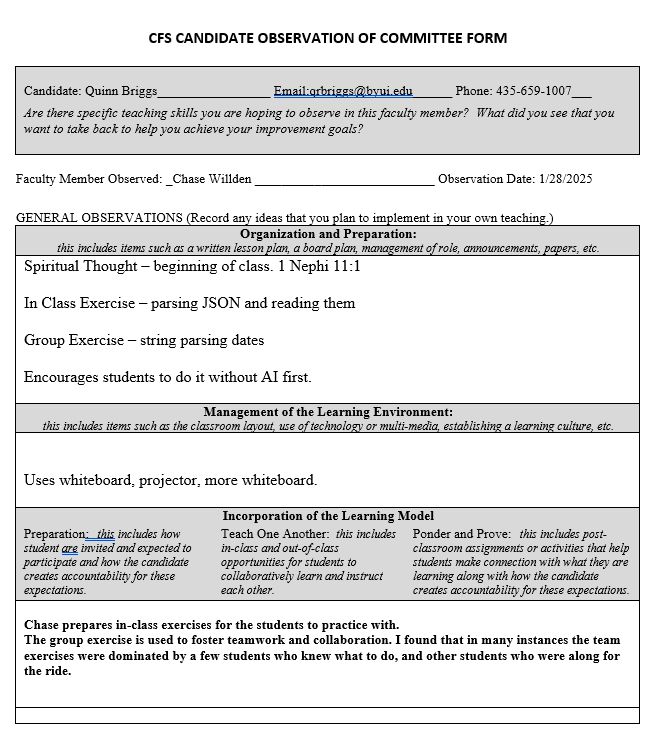 CFS CANDIDATE OBSERVATION OF COMMITTEE FORM
Candidate: Quinn Briggs__________________ Email:qrbriggs@byui.edu______ Phone: 435-659-1007___
Are there specific teaching skills you are hoping to observe in this faculty member?  What did you see that you
want to take back to help you achieve your improvement goals?
Faculty Member Observed: _Chase Willden ____________________________ Observation Date: 1/28/2025
GENERAL OBSERVATIONS (Record any ideas that you plan to implement in your own teaching.)
Organization and Preparation:
this includes items such as a written lesson plan, a board plan, management of role, announcements, papers, etc.
Spiritual Thought – beginning of class. 1 Nephi 11:1
In Class Exercise – parsing JSON and reading them
Group Exercise – string parsing dates
Encourages students to do it without AI first.
Management of the Learning Environment:
this includes items such as the classroom layout, use of technology or multi-media, establishing a learning culture, etc.
Uses whiteboard, projector, more whiteboard.
Incorporation of the Learning Model
Preparation:  this includes how
student are invited and expected to
participate and how the candidate
creates accountability for these
expectations.
Teach One Another:  this includes
in-class and out-of-class
opportunities for students to
collaboratively learn and instruct
each other.
Ponder and Prove:  this includes post-
classroom assignments or activities that help
students make connection with what they are
learning along with how the candidate
creates accountability for these expectations.
Chase prepares in-class exercises for the students to practice with.
The group exercise is used to foster teamwork and collaboration. I found that in many instances the team
exercises were dominated by a few students who knew what to do, and other students who were along for
the ride.